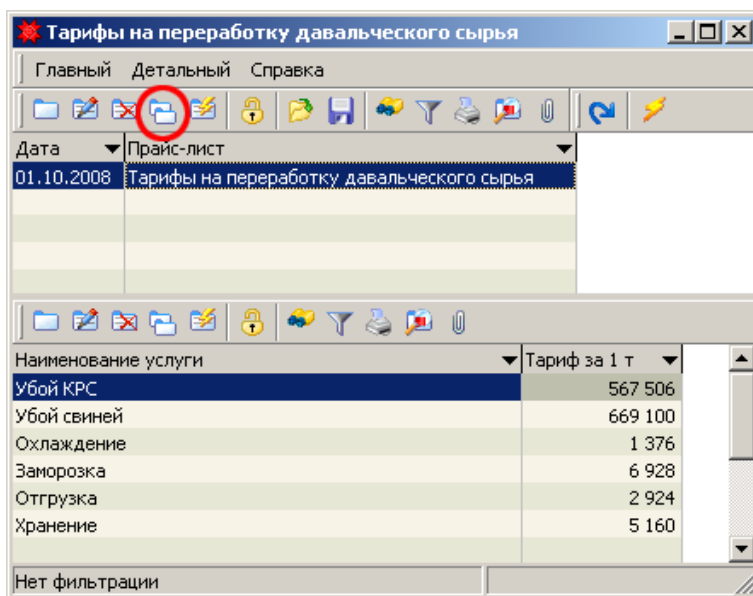 Тарифы на переработку давальческого сырья
Главный Детальный Справка
Дата Прайс-лист
01.10.2008 Тарифы на переработку давальческого сырья
Наименование услуги Тариф за 1 т
Убой КРС 567 506
Убой свиней 669 100
Охлаждение 1 376
Заморозка 6 928
Отгрузка 2 924
Хранение 5 160
Нет фильтрации